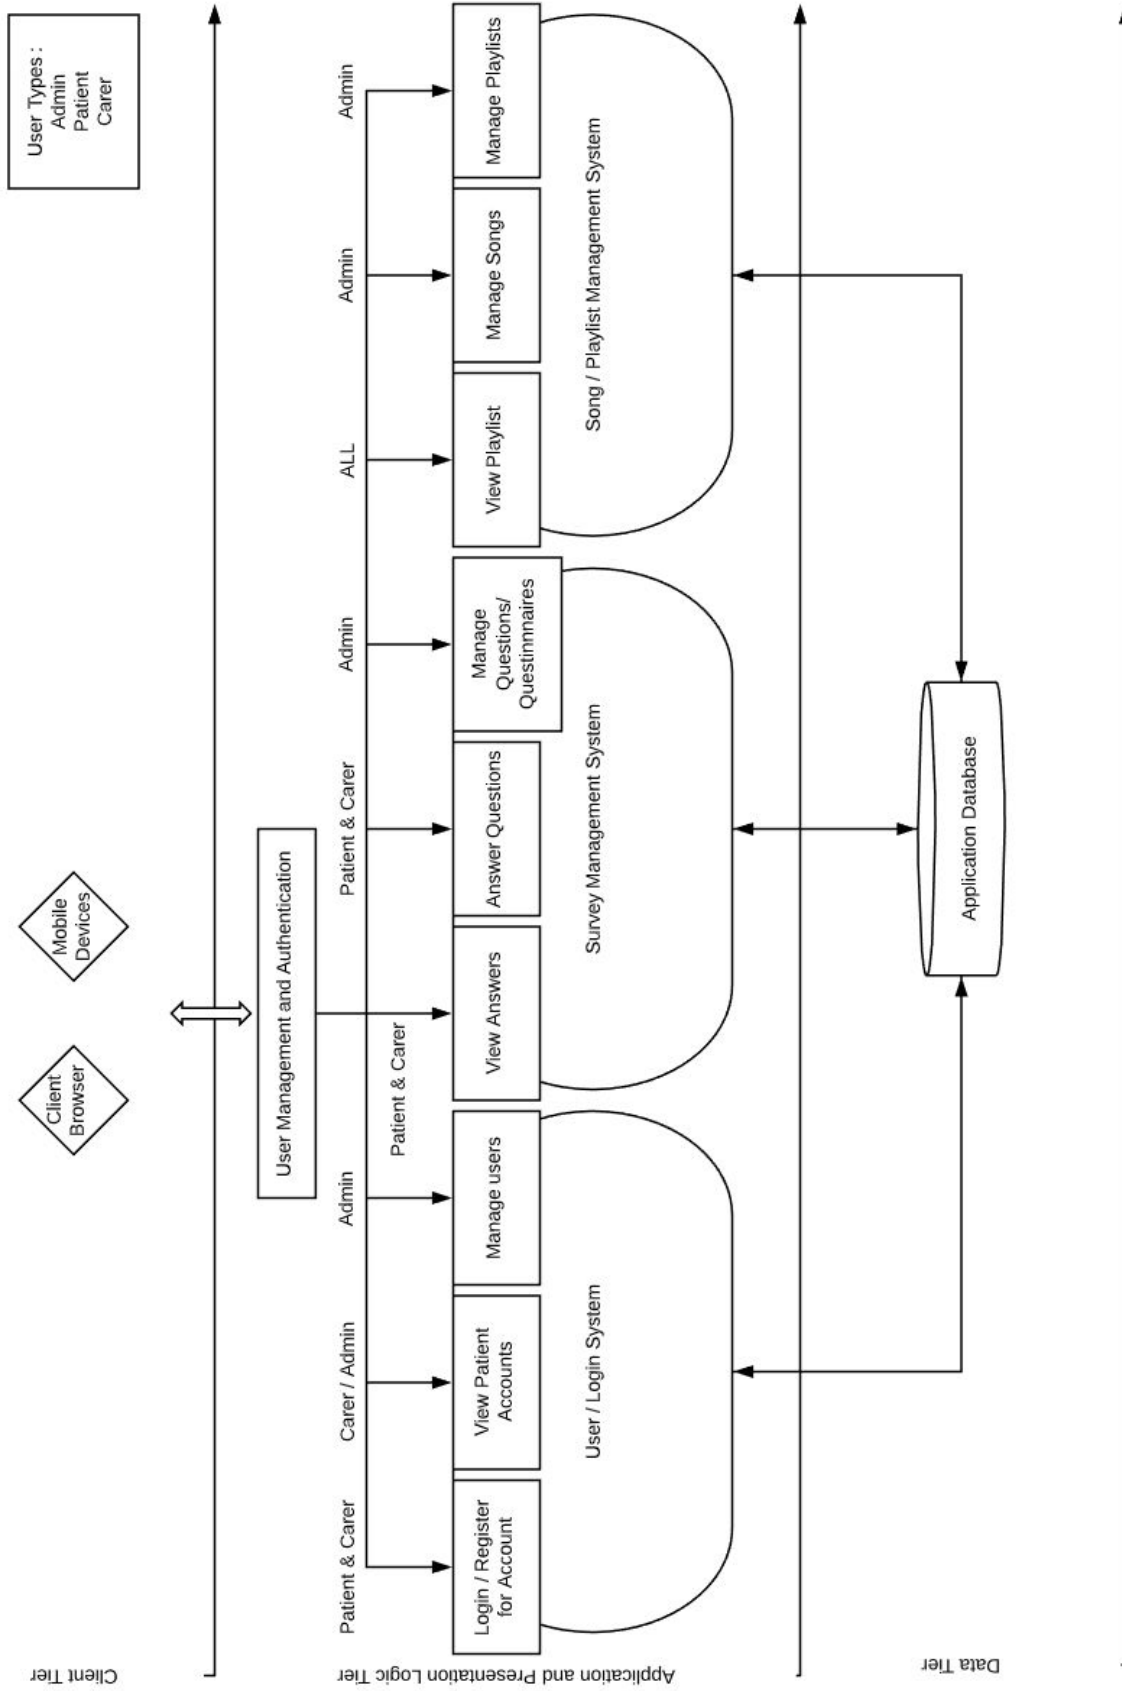 Client Tier
Client
Browser
Mobile
Devices
User Types :
Admin
Patient
Carer
Application and Presentation Logic Tier
User Management and Authentication
Patient & Carer
Carer / Admin
Admin
Patient & Carer
Patient & Carer
Admin
ALL
Admin
Admin
Login / Register
for Account
View Patient
Accounts
Manage users
View Answers
Answer Questions
Manage
Questions/
Questinnnaires
View Playlist
Manage Songs
Manage Playlists
User / Login System
Survey Management System
Song / Playlist Management System
Data Tier
Application Database